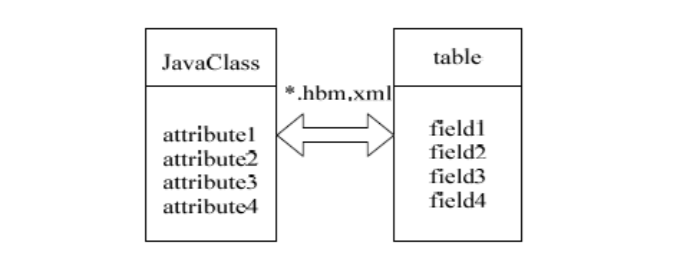 JavaClass
attribute1
attribute2
attribute3
attribute4
*.hbm,xml
table
field1
field2
field3
field4